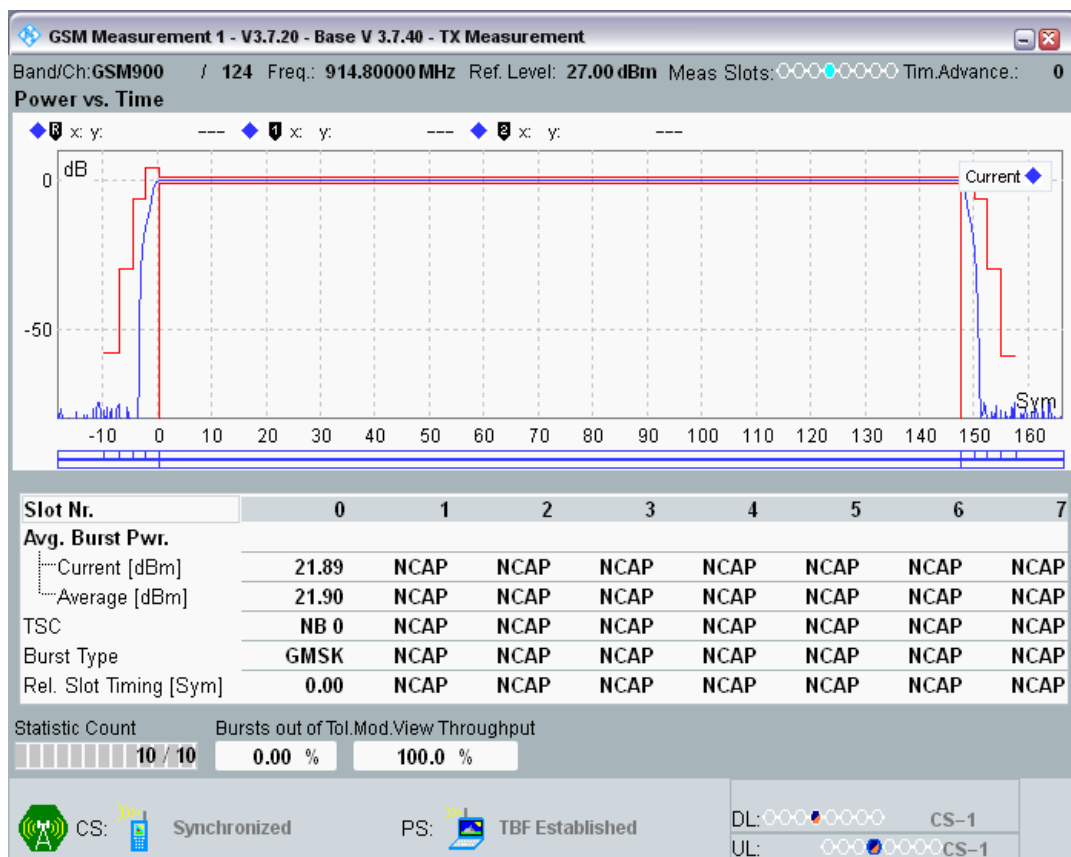 GSM Measurement 1 - V3.7.20 - Base V 3.7.40 - TX Measurement
Band/Ch:GSM900 / 124 Freq.: 914.80000 MHz Ref. Level: 27.00 dBm Meas Slots: Tim.Advance.: 0
Power vs. Time
R x: y: --- 1 x: y: --- 2 x: y: ---
dB
Current
0
-50
Sym
-10 0 10 20 30 40 50 60 70 80 90 100 110 120 130 140 150 160
Slot Nr. 0 1 2 3 4 5 6 7
Avg. Burst Pwr.
Current [dBm] 21.89 NCAP NCAP NCAP NCAP NCAP NCAP NCAP
Average [dBm] 21.90 NCAP NCAP NCAP NCAP NCAP NCAP NCAP
TSC NB 0 NCAP NCAP NCAP NCAP NCAP NCAP NCAP
Burst Type GMSK NCAP NCAP NCAP NCAP NCAP NCAP NCAP
Rel. Slot Timing [Sym] 0.00 NCAP NCAP NCAP NCAP NCAP NCAP NCAP
Statistic Count Bursts out of Tol.Mod.View Throughput
10 / 10 0.00 % 100.0 %
CS: Synchronized PS: TBF Established
DL: CS-1
UL: CS-1